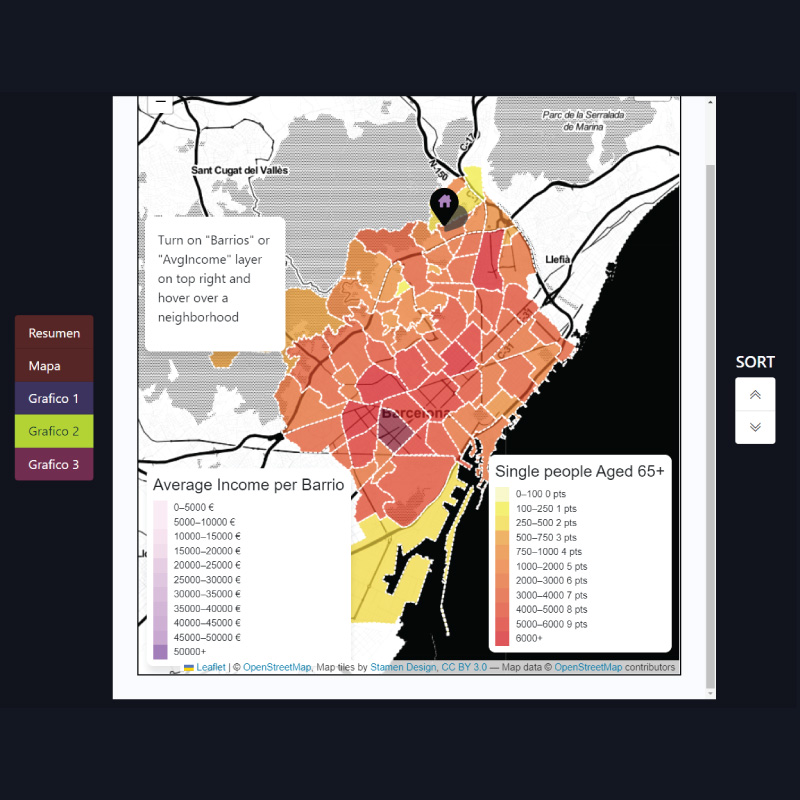 Parc de la Serralada
de Marina
C-17
N-150
Sant Cugat del Vallès
Turn on "Barrios" or
"AvgIncome" layer
on top right and
hover over a
neighborhood
Llefià
Resumen
Mapa
Grafico 1
Grafico 2
Grafico 3
SORT
C-31
Barcelona
Average Income per Barrio
0–5000 €
5000–10000 €
10000–15000 €
15000–20000 €
20000–25000 €
25000–30000 €
30000–35000 €
35000–40000 €
40000–45000 €
45000–50000 €
50000+
Single people Aged 65+
0–100 0 pts
100–250 1 pts
250–500 2 pts
500–750 3 pts
750–1000 4 pts
1000–2000 5 pts
2000–3000 6 pts
3000–4000 7 pts
4000–5000 8 pts
5000–6000 9 pts
6000+
Leaflet | © OpenStreetMap, Map tiles by Stamen Design, CC BY 3.0 — Map data © OpenStreetMap contributors